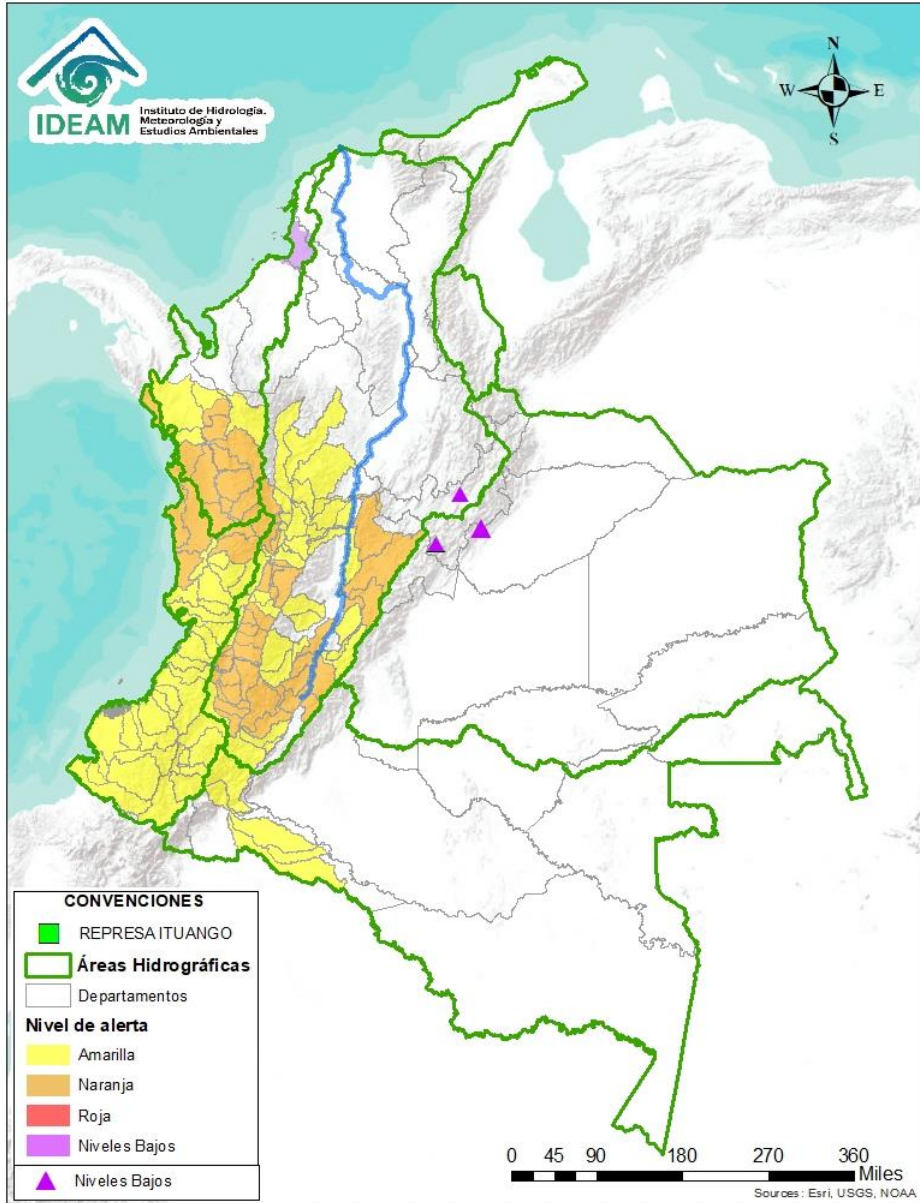 IDEAM
Instituto de Hidrología,
Meteorología y
Estudios Ambientales
N
W E
S
CONVENCIONES
REPRESA ITUANGO
Áreas Hidrográficas
Departamentos
Nivel de alerta
Amarilla
Naranja
Roja
Niveles Bajos
Niveles Bajos
0 45 90 180 270 360
Miles
Sources: Esri, USGS, NOAA